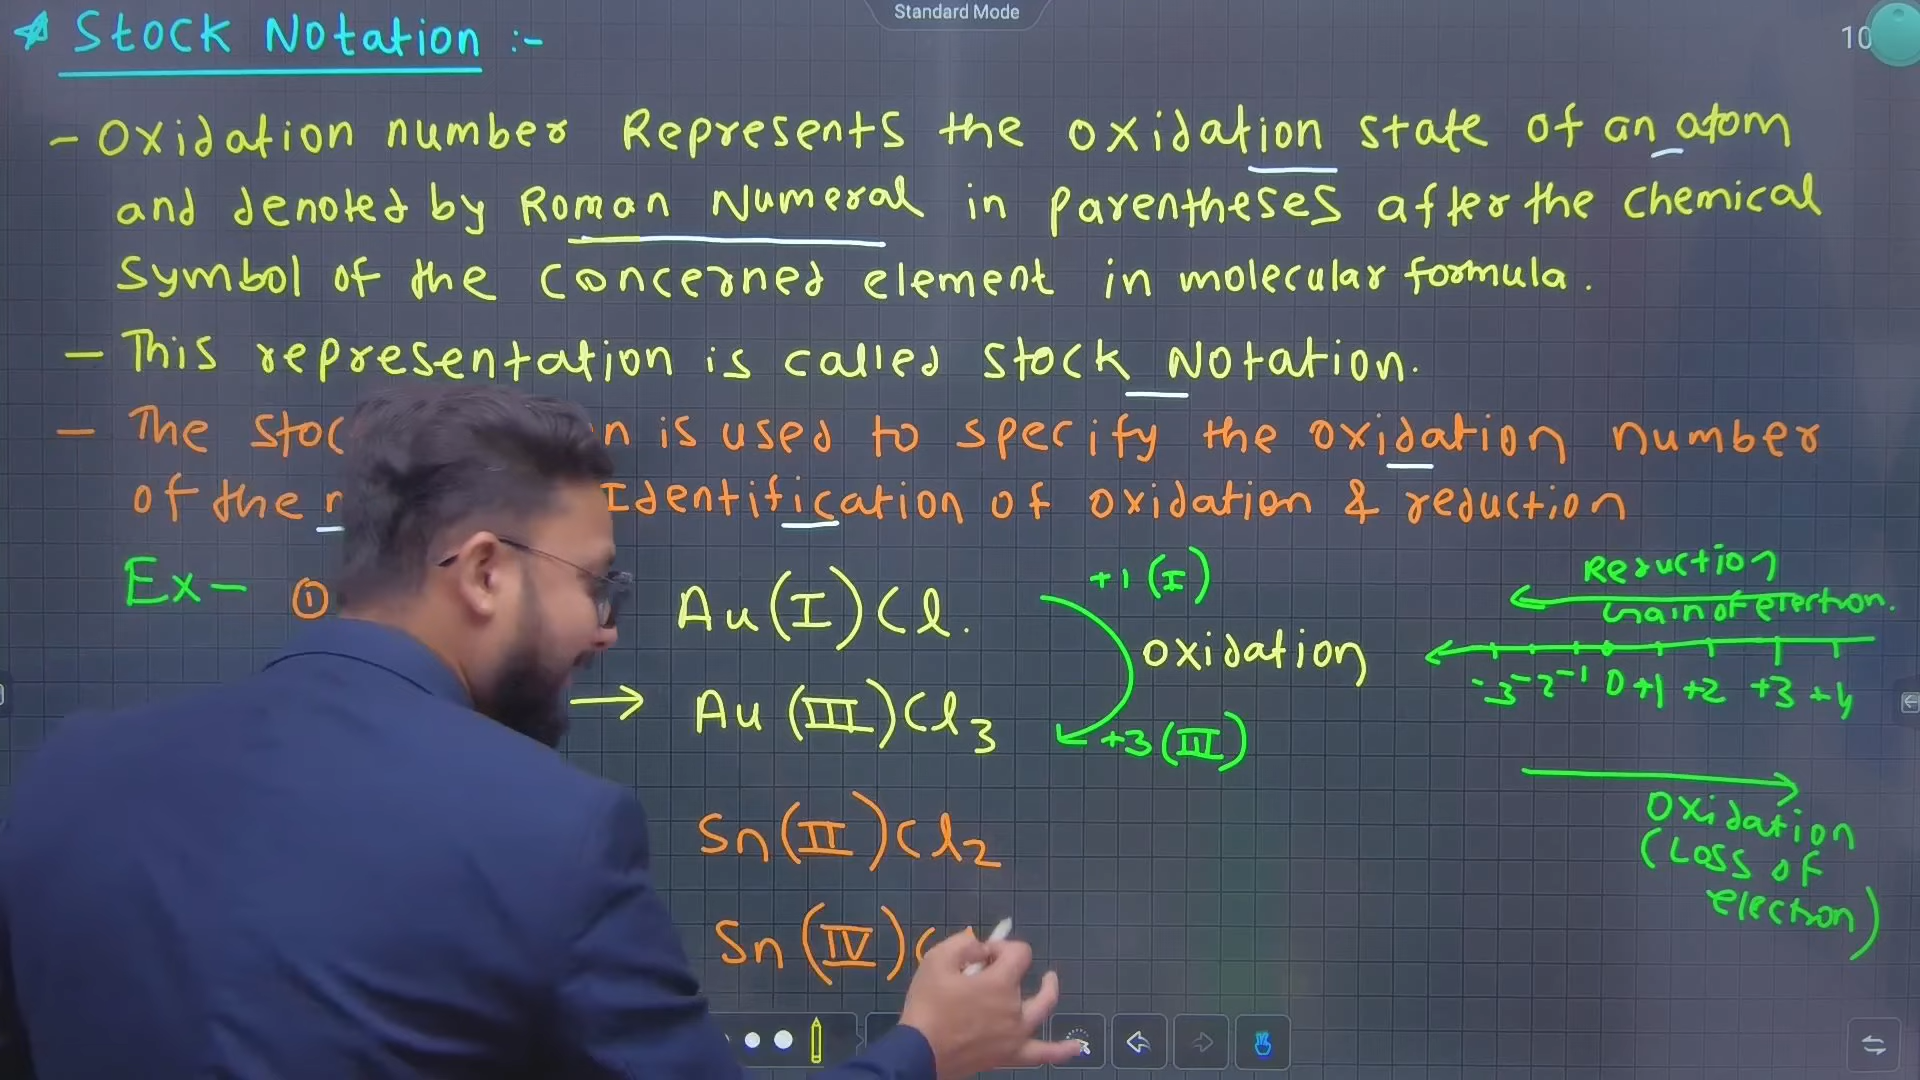 Standard Mode
* Stock Notation :-
10
- Oxidation number Represents the oxidation state of an atom
and denoted by Roman Numeral in parentheses after the chemical
Symbol of the concerned element in molecular formula.
- This representation is called Stock Notation.
- The is used to specify the oxidation number
of the Identification of oxidation & reduction
Ex- ①
Au(I)Cl.
+1 (I)
oxidation
→ Au (III)Cl3
+3 (III)
Sn(II)Cl2
Sn(IV)
Reduction
Gain of electron.
-3 -2 -1 0 +1 +2 +3 +4
Oxidation
(Loss of
electron)